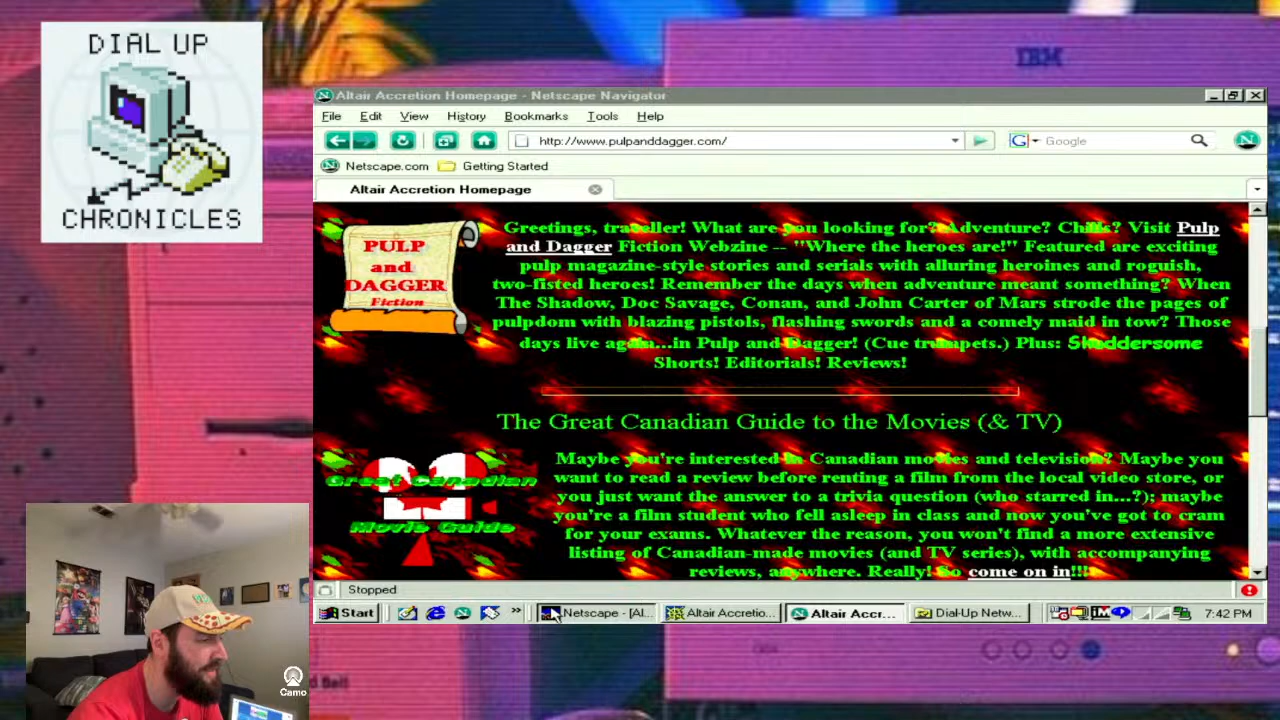 DIAL UP
CHRONICLES
IBM
Altair Accretion Homepage - Netscape Navigator
File Edit View History Bookmarks Tools Help
http://www.pulpanddagger.com/
Google
Netscape.com Getting Started
Altair Accretion Homepage
PULP
and
DAGGER
Fiction
Greetings, traveller! What are you looking for? Adventure? Chills? Visit Pulp
and Dagger Fiction Webzine -- "Where the heroes are!" Featured are exciting
pulp magazine-style stories and serials with alluring heroines and roguish,
two-fisted heroes! Remember the days when adventure meant something? When
The Shadow, Doc Savage, Conan, and John Carter of Mars strode the pages of
pulpdom with blazing pistols, flashing swords and a comely maid in tow? Those
days live again...in Pulp and Dagger! (Cue trumpets.) Plus: Shuddersome
Shorts! Editorials! Reviews!
The Great Canadian Guide to the Movies (& TV)
Great Canadian
Movie Guide
Maybe you're interested in Canadian movies and television? Maybe you
want to read a review before renting a film from the local video store, or
you just want the answer to a trivia question (who starred in...?); maybe
you're a film student who fell asleep in class and now you've got to cram
for your exams. Whatever the reason, you won't find a more extensive
listing of Canadian-made movies (and TV series), with accompanying
reviews, anywhere. Really! So come on in!!!
Stopped
Start
Netscape - [Al...
Altair Accretio...
Altair Accr...
Dial-Up Netw...
7:42 PM
Camo